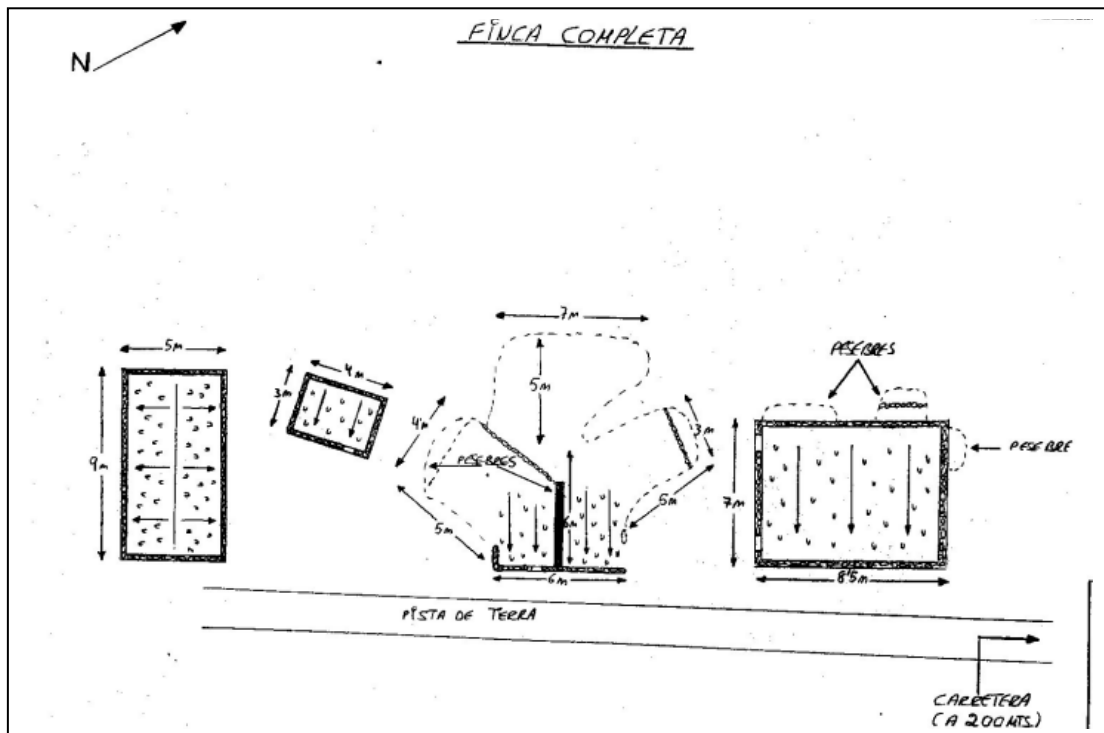 FINCA COMPLETA
N
7m
5m
PESEBRES
4m
3m
5m
4'm
3m
PESEBRES
PESEBRE
9m
5m
6m
5m
7m
6m
8'5m
PISTA DE TERRA
CARRETERA
(A 200 MTS.)